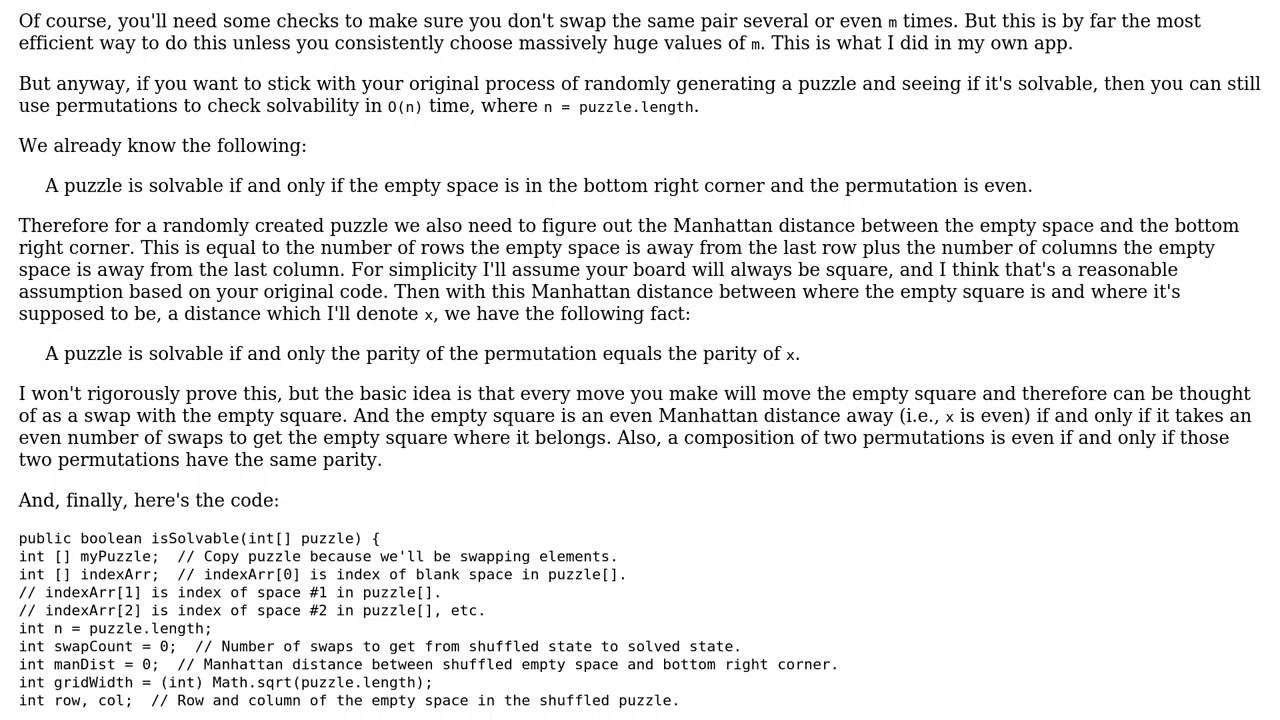 Of course, you'll need some checks to make sure you don't swap the same pair several or even m times. But this is by far the most
efficient way to do this unless you consistently choose massively huge values of m. This is what I did in my own app.
But anyway, if you want to stick with your original process of randomly generating a puzzle and seeing if it's solvable, then you can still
use permutations to check solvability in O(n) time, where n = puzzle.length.
We already know the following:
A puzzle is solvable if and only if the empty space is in the bottom right corner and the permutation is even.
Therefore for a randomly created puzzle we also need to figure out the Manhattan distance between the empty space and the bottom
right corner. This is equal to the number of rows the empty space is away from the last row plus the number of columns the empty
space is away from the last column. For simplicity I'll assume your board will always be square, and I think that's a reasonable
assumption based on your original code. Then with this Manhattan distance between where the empty square is and where it's
supposed to be, a distance which I'll denote x, we have the following fact:
A puzzle is solvable if and only the parity of the permutation equals the parity of x.
I won't rigorously prove this, but the basic idea is that every move you make will move the empty square and therefore can be thought
of as a swap with the empty square. And the empty square is an even Manhattan distance away (i.e., x is even) if and only if it takes an
even number of swaps to get the empty square where it belongs. Also, a composition of two permutations is even if and only if those
two permutations have the same parity.
And, finally, here's the code:
public boolean isSolvable(int[] puzzle) {
int [] myPuzzle;  // Copy puzzle because we'll be swapping elements.
int [] indexArr;  // indexArr[0] is index of blank space in puzzle[].
// indexArr[1] is index of space #1 in puzzle[].
// indexArr[2] is index of space #2 in puzzle[], etc.
int n = puzzle.length;
int swapCount = 0;  // Number of swaps to get from shuffled state to solved state.
int manDist = 0;  // Manhattan distance between shuffled empty space and bottom right corner.
int gridWidth = (int) Math.sqrt(puzzle.length);
int row, col;  // Row and column of the empty space in the shuffled puzzle.